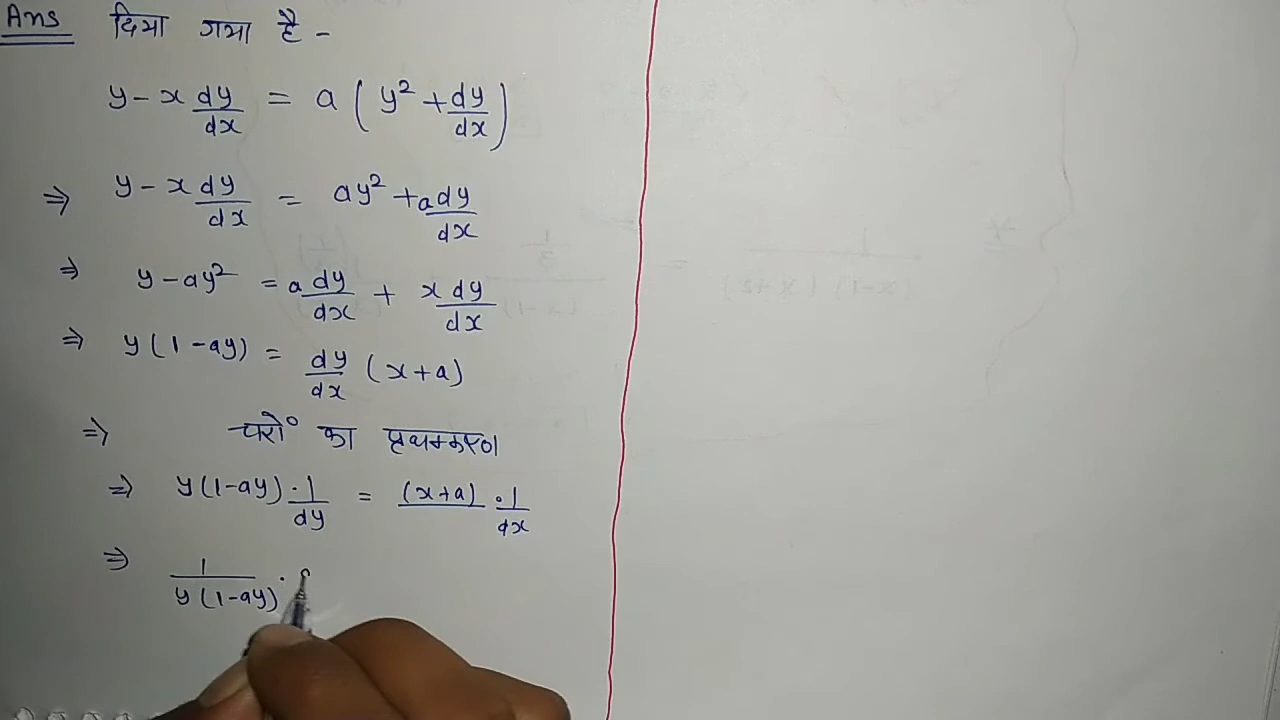 Ans दिया गया है -
y - x dy/dx = a (y² + dy/dx)
⇒ y - x dy/dx = ay² + a dy/dx
⇒ y - ay² = a dy/dx + x dy/dx
⇒ y(1 - ay) = dy/dx (x + a)
⇒ चरों का पृथक्करण
⇒ y(1-ay) · 1/dy = (x+a) · 1/dx
⇒ 1/y(1-ay) ·